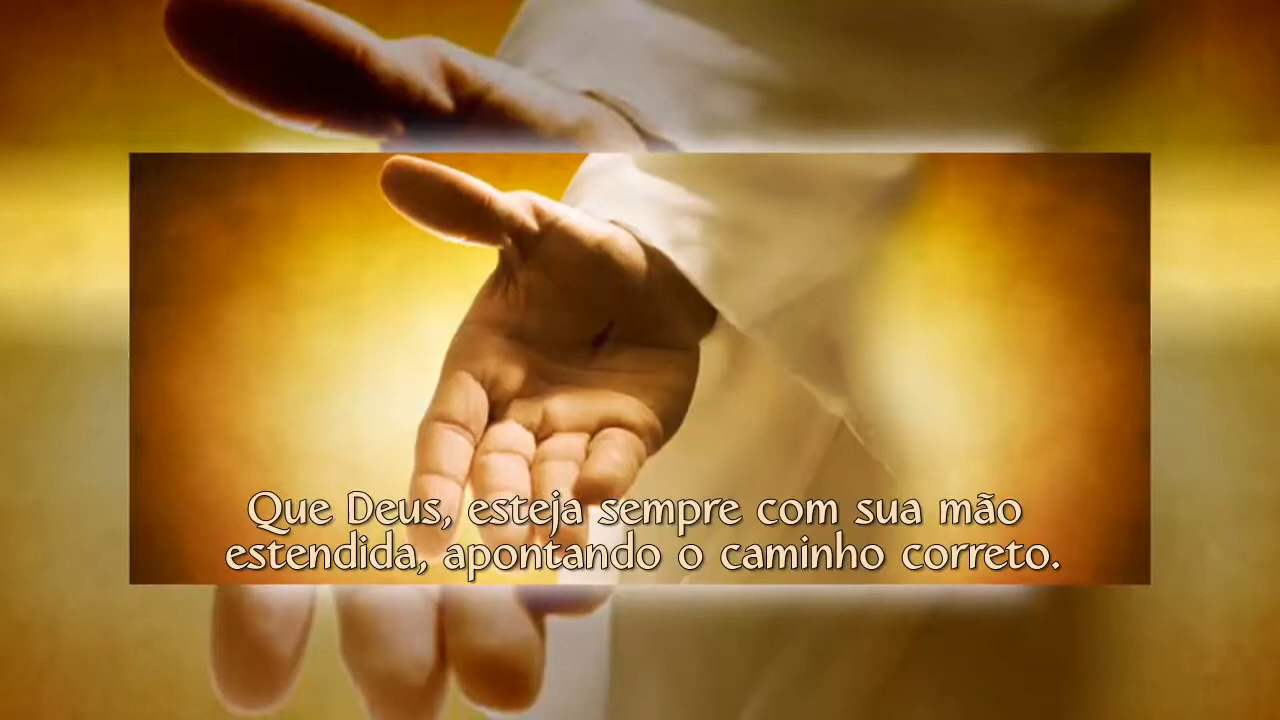 Que Deus, esteja sempre com sua mão
estendida, apontando o caminho correto.